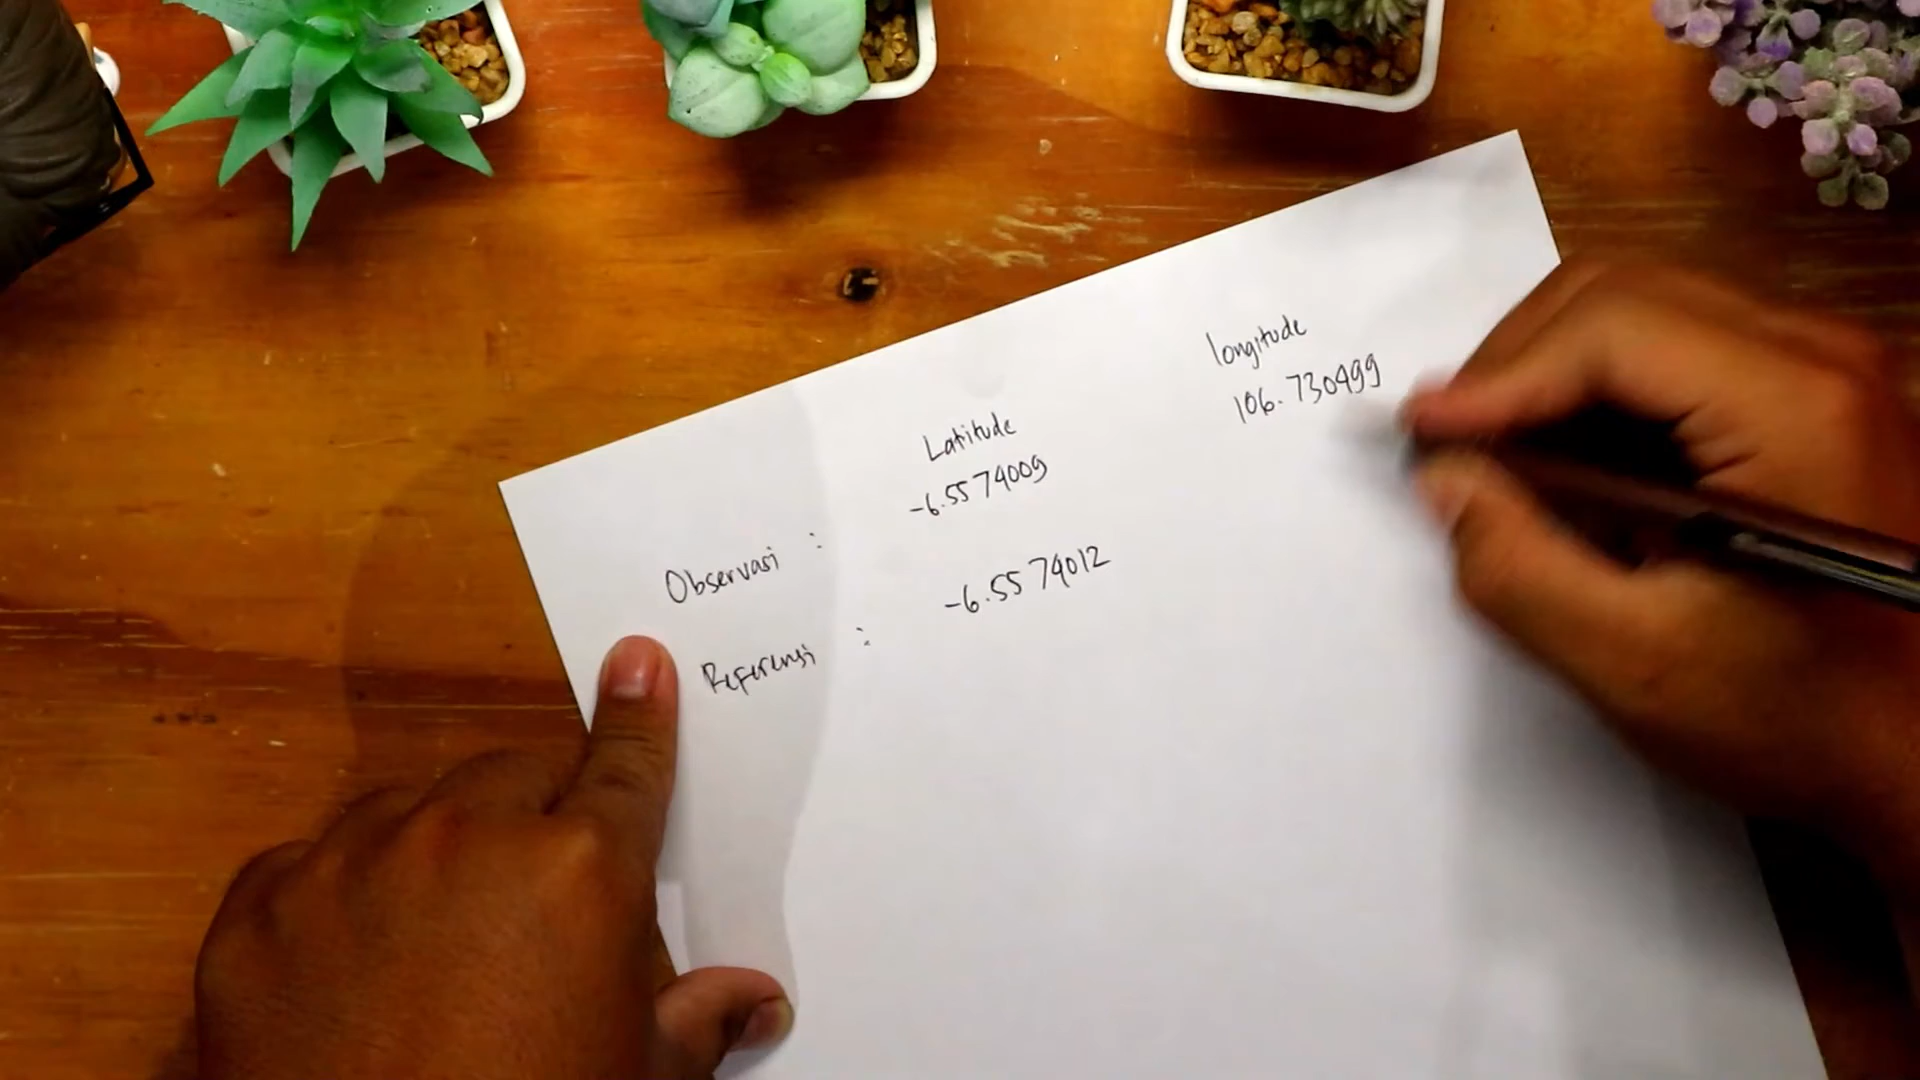 Latitude longitude
Observasi : -6.5574009 106.730499
Referensi : -6.5574012